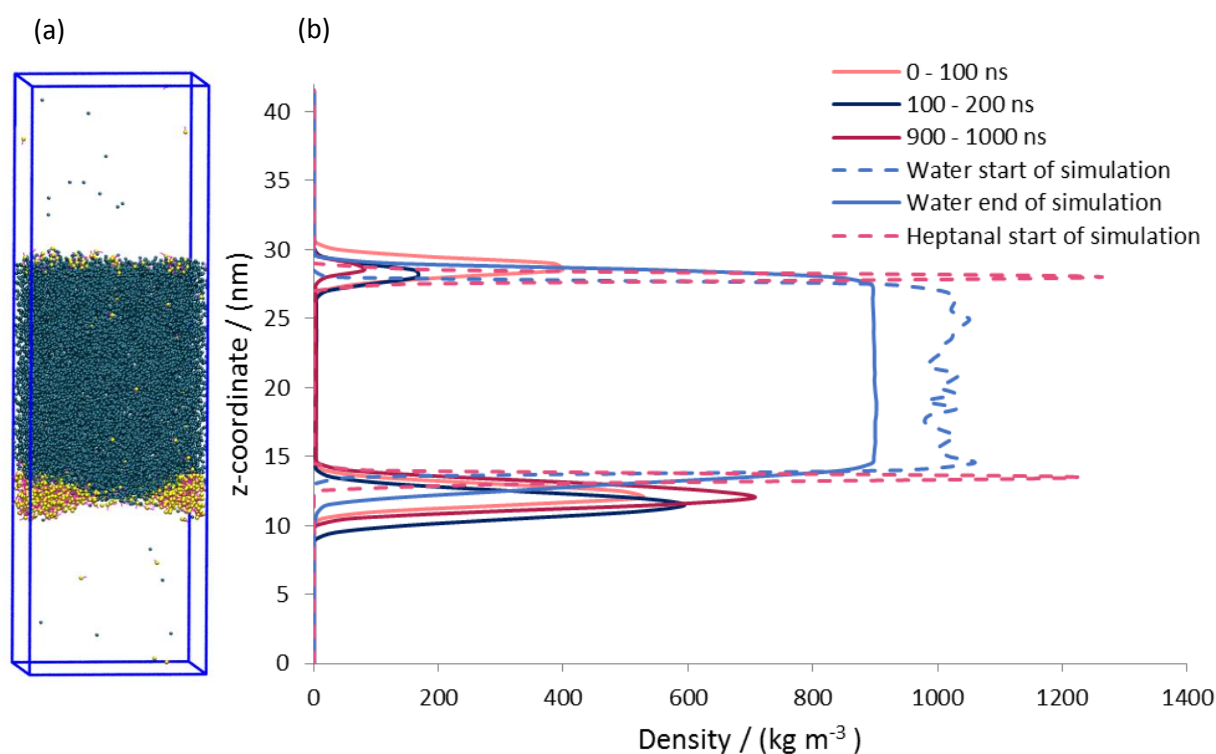 (a)
(b)
0 - 100 ns
100 - 200 ns
900 - 1000 ns
Water start of simulation
Water end of simulation
Heptanal start of simulation
z-coordinate / (nm)
40
35
30
25
20
15
10
5
0
0 200 400 600 800 1000 1200 1400
Density / (kg m⁻³ )